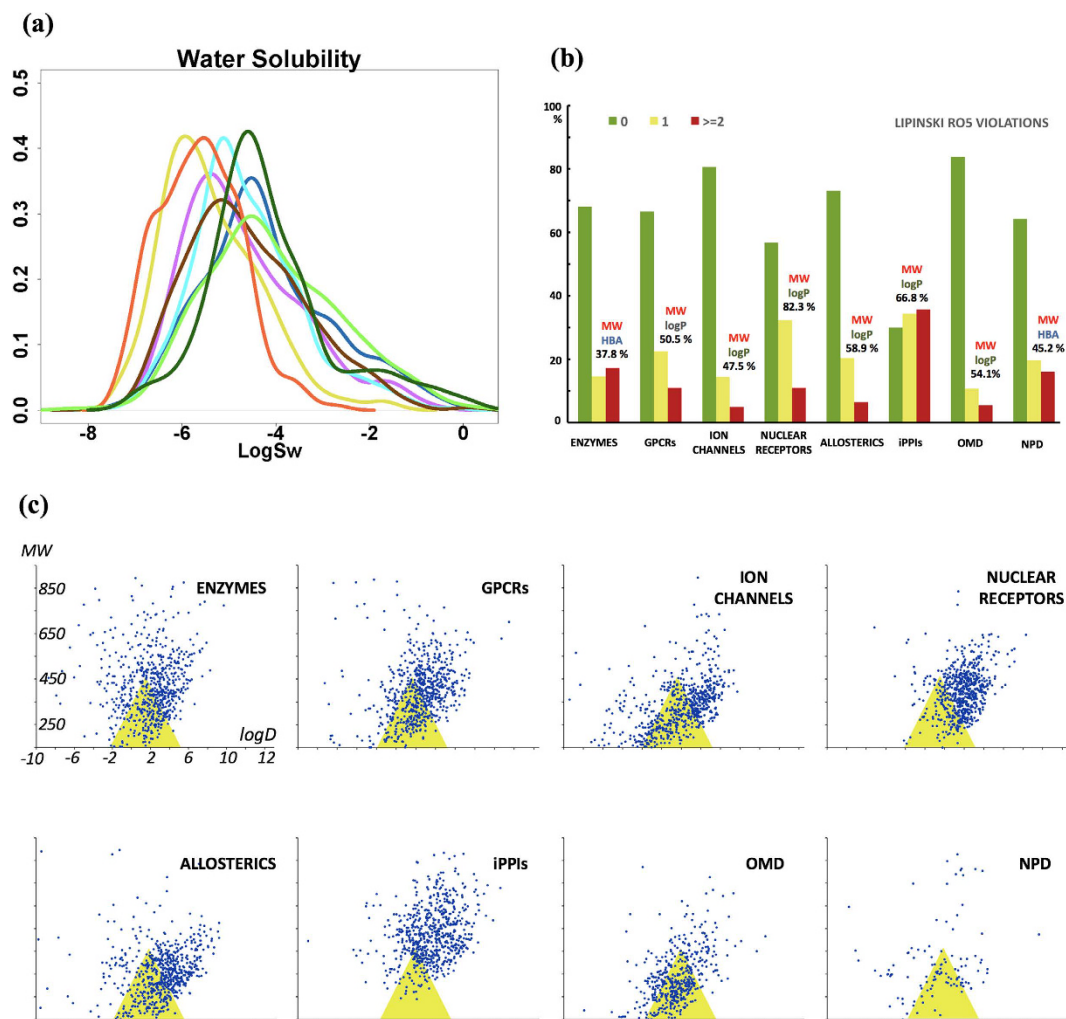 (a)
Water Solubility
0.5
0.4
0.3
0.2
0.1
0.0
-8 -6 -4 -2 0
LogSw
(b)
100
%
80
60
40
20
0
0 1 >=2
LIPINSKI RO5 VIOLATIONS
MW
HBA
37.8 %
MW
logP
50.5 %
MW
logP
47.5 %
MW
logP
82.3 %
MW
logP
58.9 %
MW
logP
66.8 %
MW
logP
54.1%
MW
HBA
45.2 %
ENZYMES GPCRs ION CHANNELS NUCLEAR RECEPTORS ALLOSTERICS iPPIs OMD NPD
(c)
MW
850
650
450
250
-10 -6 -2 2 6 10 12
logD
ENZYMES
GPCRs
ION
CHANNELS
NUCLEAR
RECEPTORS
ALLOSTERICS
iPPIs
OMD
NPD